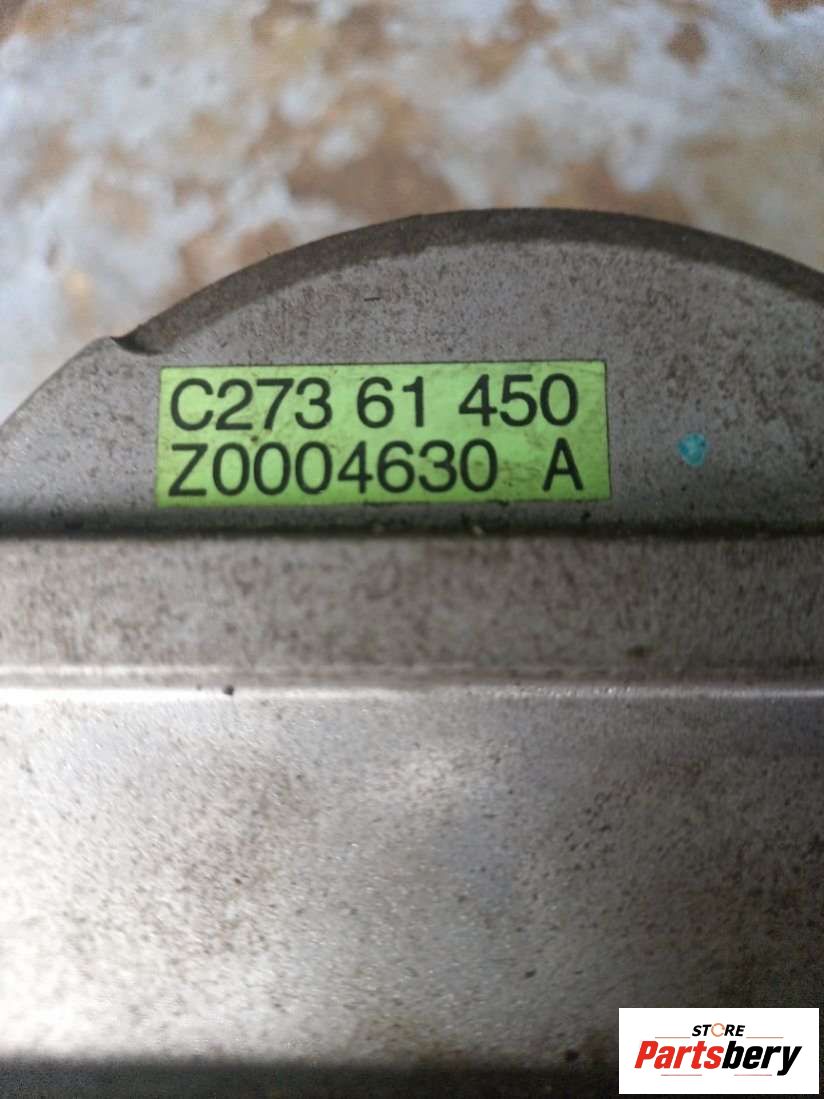 C273 61 450
Z0004630 A
STORE
Partsbery